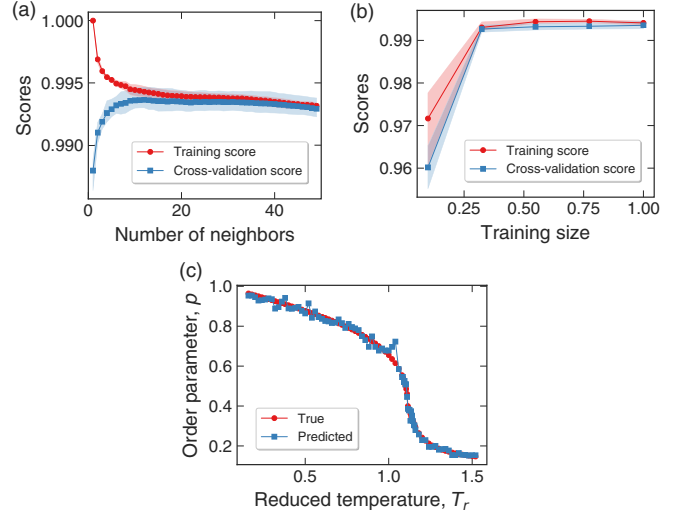 (a)
1.000
0.995
0.990
Scores
Training score
Cross-validation score
0
20
40
Number of neighbors
(b)
0.99
0.98
0.97
0.96
Scores
Training score
Cross-validation score
0.25
0.50
0.75
1.00
Training size
(c)
1.0
0.8
0.6
0.4
0.2
Order parameter, p
True
Predicted
0.5
1.0
1.5
Reduced temperature, Tr